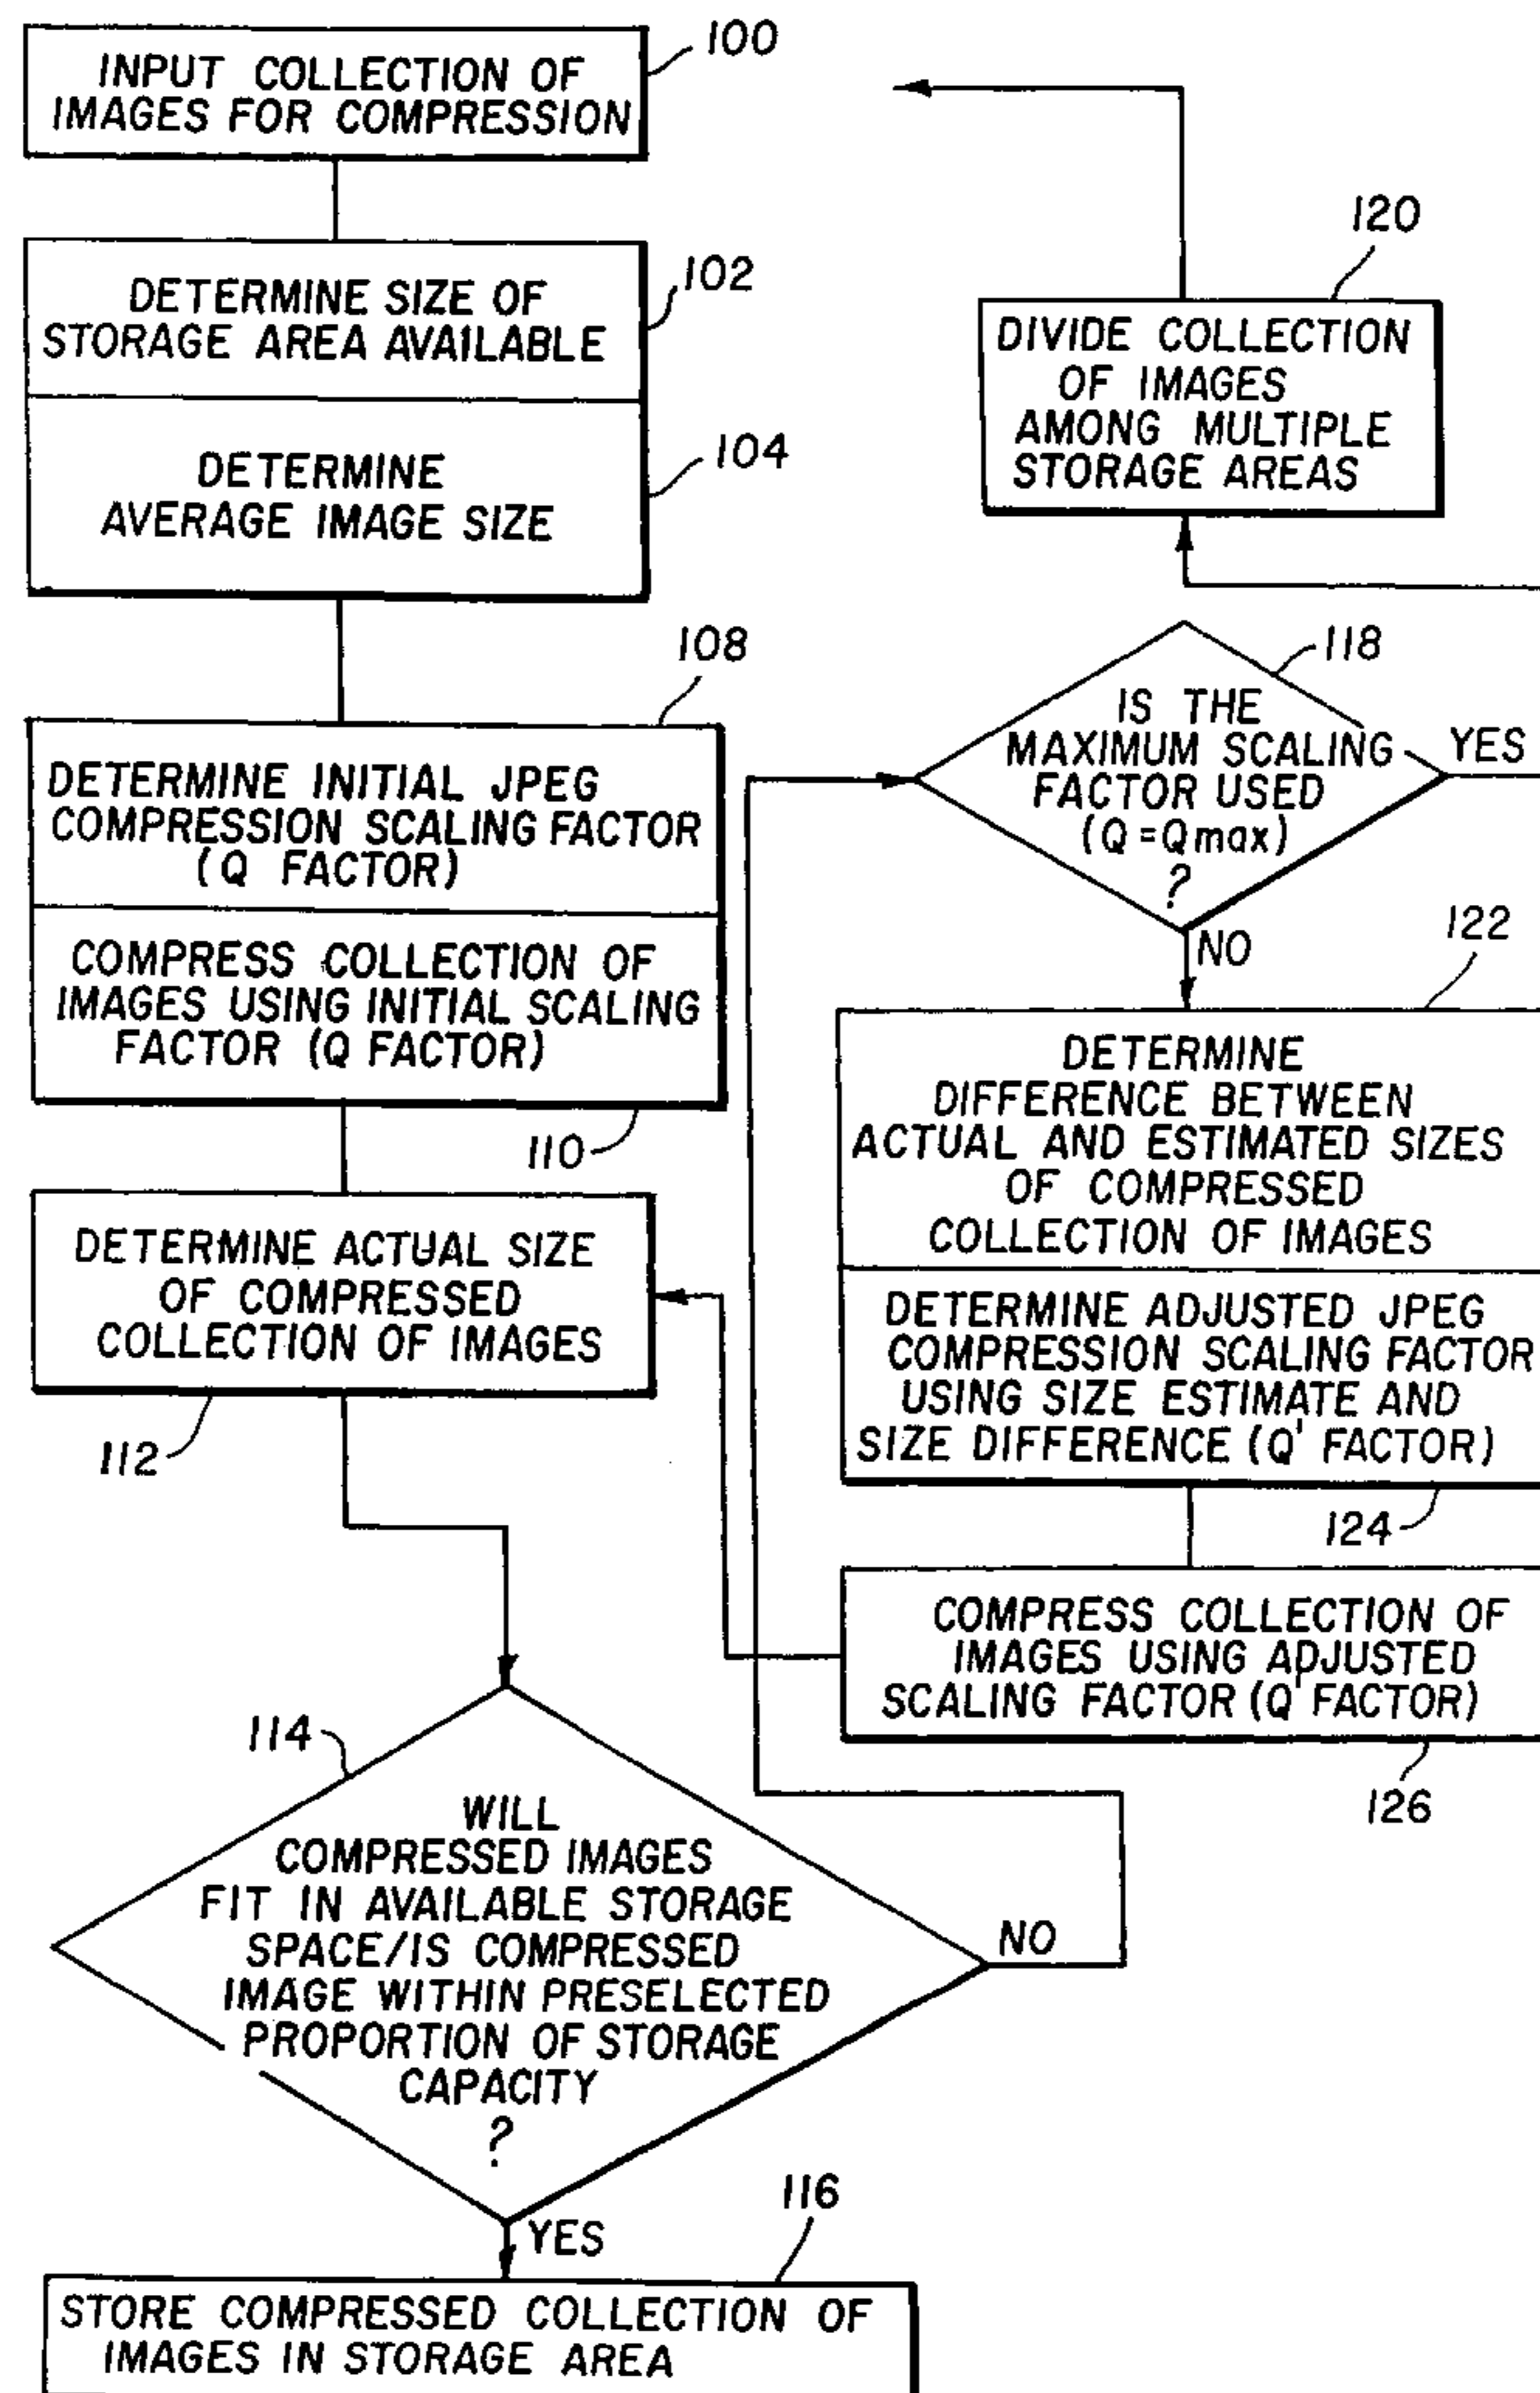 100
INPUT COLLECTION OF
IMAGES FOR COMPRESSION
102
DETERMINE SIZE OF
STORAGE AREA AVAILABLE
104
DETERMINE
AVERAGE IMAGE SIZE
108
DETERMINE INITIAL JPEG
COMPRESSION SCALING FACTOR
(Q FACTOR)
COMPRESS COLLECTION OF
IMAGES USING INITIAL SCALING
FACTOR (Q FACTOR)
110
DETERMINE ACTUAL SIZE
OF COMPRESSED
COLLECTION OF IMAGES
112
114
WILL
COMPRESSED IMAGES
FIT IN AVAILABLE STORAGE
SPACE/IS COMPRESSED
IMAGE WITHIN PRESELECTED
PROPORTION OF STORAGE
CAPACITY
?
NO
YES
116
STORE COMPRESSED COLLECTION OF
IMAGES IN STORAGE AREA
120
DIVIDE COLLECTION
OF IMAGES
AMONG MULTIPLE
STORAGE AREAS
118
IS THE
MAXIMUM SCALING
FACTOR USED
(Q=Qmax)
?
YES
NO
122
DETERMINE
DIFFERENCE BETWEEN
ACTUAL AND ESTIMATED SIZES
OF COMPRESSED
COLLECTION OF IMAGES
DETERMINE ADJUSTED JPEG
COMPRESSION SCALING FACTOR
USING SIZE ESTIMATE AND
SIZE DIFFERENCE (Q' FACTOR)
124
COMPRESS COLLECTION OF
IMAGES USING ADJUSTED
SCALING FACTOR (Q' FACTOR)
126